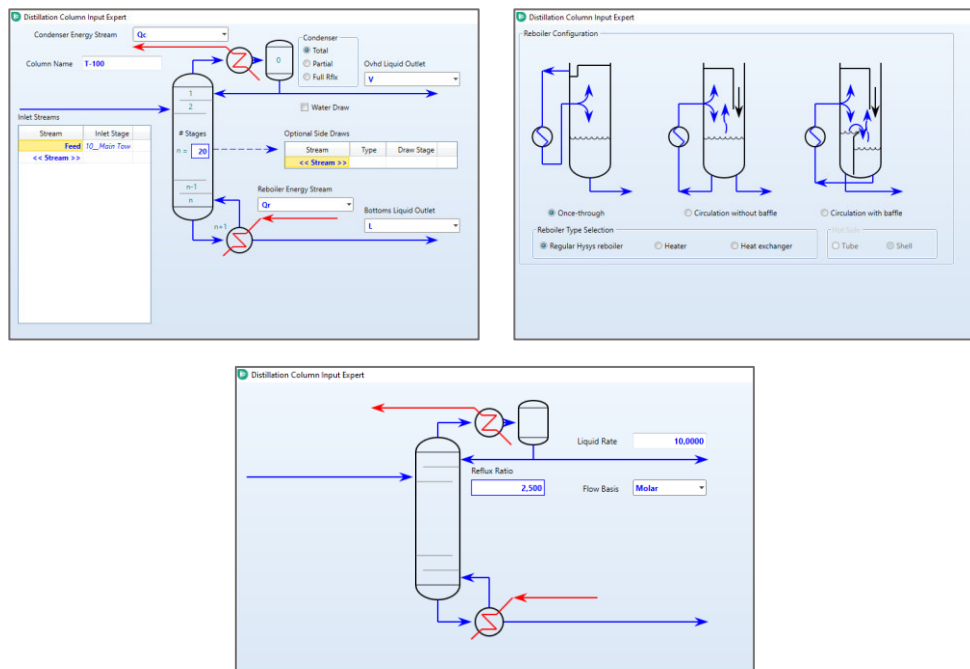 Distillation Column Input Expert
Condenser Energy Stream Qc
Condenser
Total
Partial
Full Rflx
0
Column Name T-100
Ovhd Liquid Outlet
V
1
2
Water Draw
Inlet Streams
Stream Inlet Stage
Feed 10__Main Tow
<< Stream >>
# Stages
n = 20
Optional Side Draws
Stream Type Draw Stage
<< Stream >>
n-1
n
n+1
Reboiler Energy Stream
Qr
Bottoms Liquid Outlet
L
Distillation Column Input Expert
Reboiler Configuration
Once-through Circulation without baffle Circulation with baffle
Reboiler Type Selection
Regular Hysys reboiler Heater Heat exchanger
Hot Side
Tube Shell
Distillation Column Input Expert
Liquid Rate 10,0000
Reflux Ratio
2,500
Flow Basis Molar